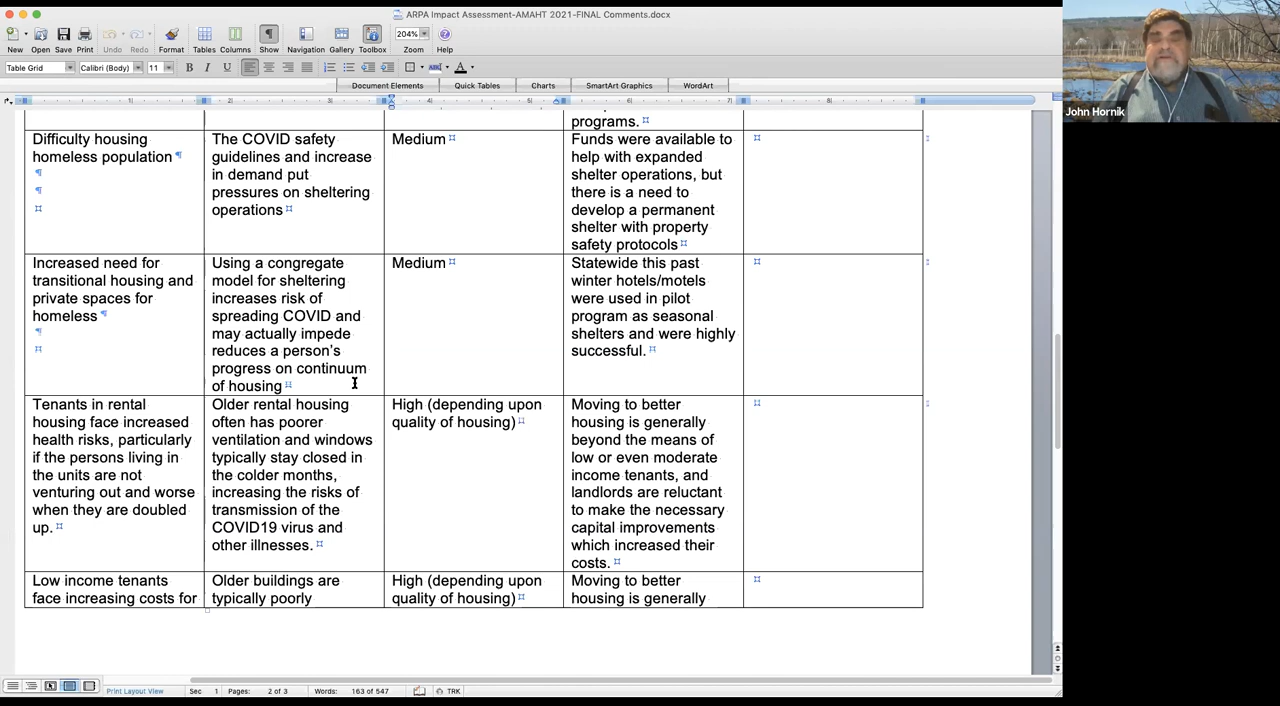 ARPA Impact Assessment-AMAHT 2021-FINAL Comments.docx
204%
New Open Save Print Undo Redo Format Tables Columns Show Navigation Gallery Toolbox Zoom Help
Table Grid Calibri (Body) 11 B I U
Document Elements Quick Tables Charts SmartArt Graphics WordArt
John Hornik
programs.
Difficulty housing
homeless population
The COVID safety
guidelines and increase
in demand put
pressures on sheltering
operations
Medium
Funds were available to
help with expanded
shelter operations, but
there is a need to
develop a permanent
shelter with property
safety protocols
Increased need for
transitional housing and
private spaces for
homeless
Using a congregate
model for sheltering
increases risk of
spreading COVID and
may actually impede
reduces a person's
progress on continuum
of housing
Medium
Statewide this past
winter hotels/motels
were used in pilot
program as seasonal
shelters and were highly
successful.
Tenants in rental
housing face increased
health risks, particularly
if the persons living in
the units are not
venturing out and worse
when they are doubled
up.
Older rental housing
often has poorer
ventilation and windows
typically stay closed in
the colder months,
increasing the risks of
transmission of the
COVID19 virus and
other illnesses.
High (depending upon
quality of housing)
Moving to better
housing is generally
beyond the means of
low or even moderate
income tenants, and
landlords are reluctant
to make the necessary
capital improvements
which increased their
costs.
Low income tenants
face increasing costs for
Older buildings are
typically poorly
High (depending upon
quality of housing)
Moving to better
housing is generally
Print Layout View Sec 1 Pages: 2 of 3 Words: 163 of 547 TRK